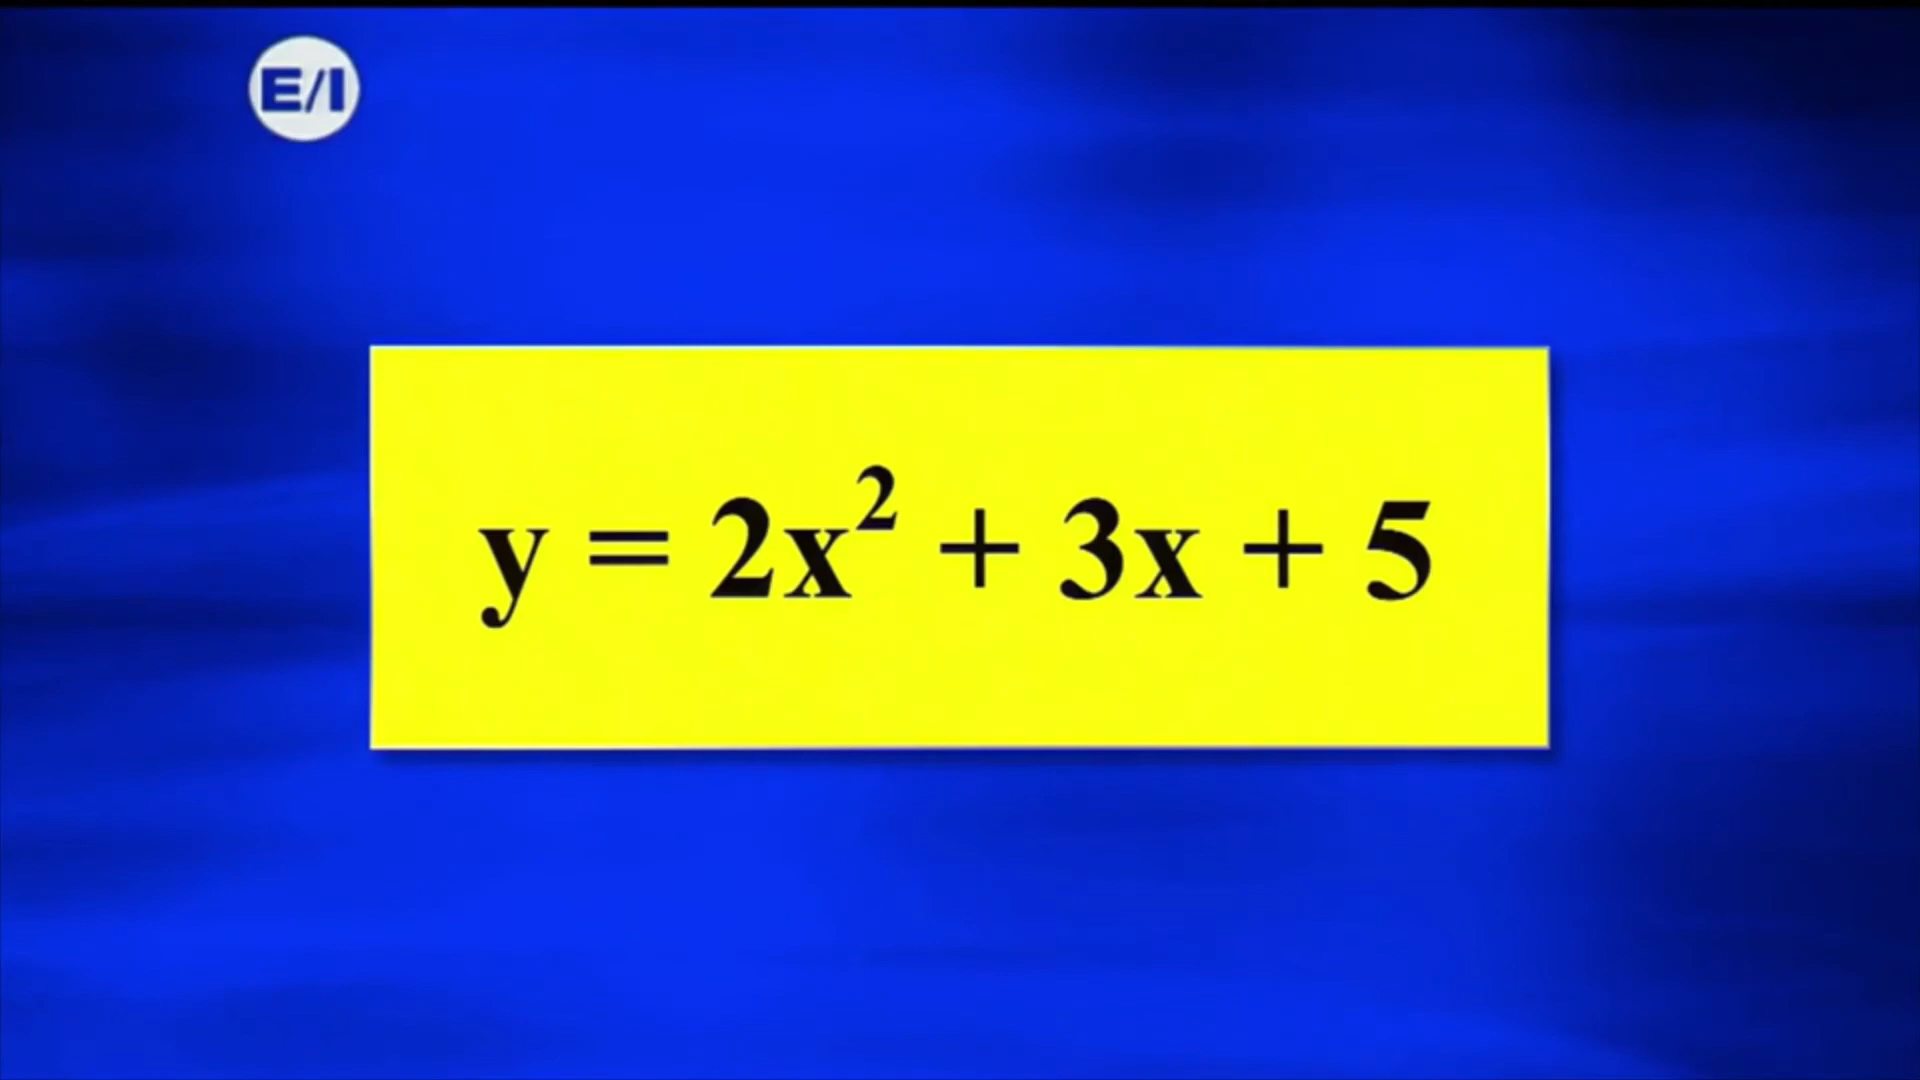 E/I
y = 2x² + 3x + 5